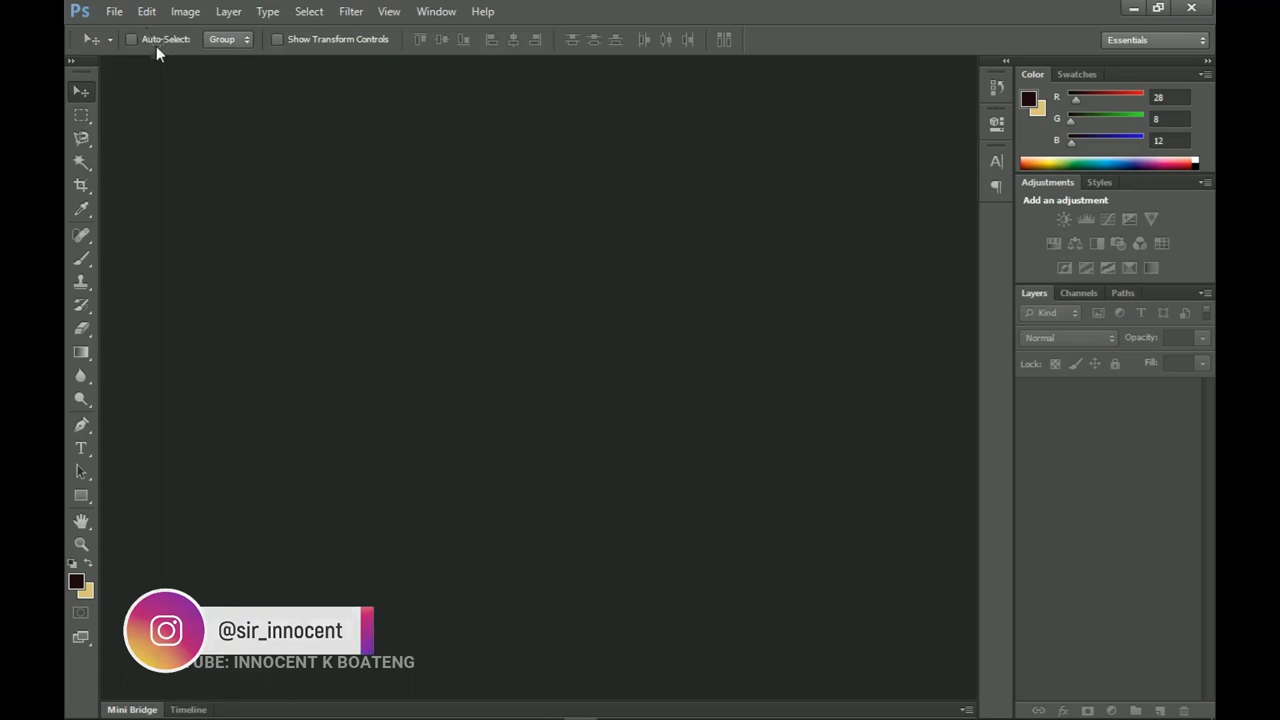 Ps File Edit Image Layer Type Select Filter View Window Help
Auto-Select: Group Show Transform Controls Essentials
Color Swatches
R 28
G 8
B 12
Adjustments Styles
Add an adjustment
Layers Channels Paths
Kind
Normal Opacity:
Lock: Fill:
@sir_innocent
TUBE: INNOCENT K BOATENG
Mini Bridge Timeline